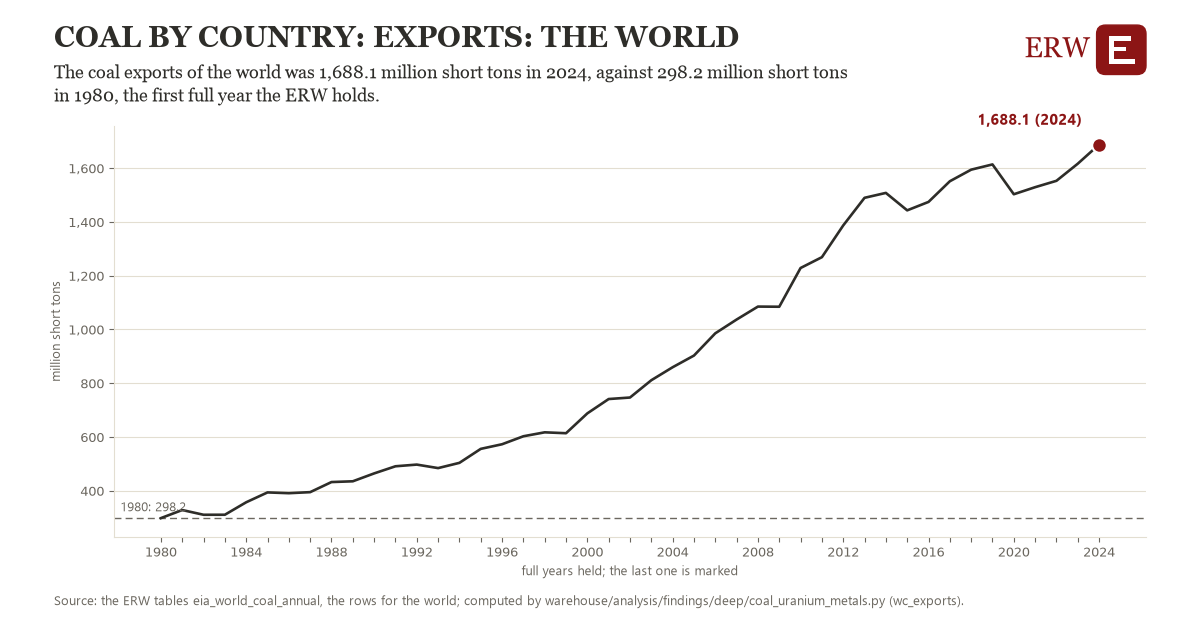 COAL BY COUNTRY: EXPORTS: THE WORLD
ERW E
The coal exports of the world was 1,688.1 million short tons in 2024, against 298.2 million short tons
in 1980, the first full year the ERW holds.
1,688.1 (2024)
1,600
1,400
1,200
1,000
800
600
400
million short tons
1980: 298.2
1980 1984 1988 1992 1996 2000 2004 2008 2012 2016 2020 2024
full years held; the last one is marked
Source: the ERW tables eia_world_coal_annual, the rows for the world; computed by warehouse/analysis/findings/deep/coal_uranium_metals.py (wc_exports).